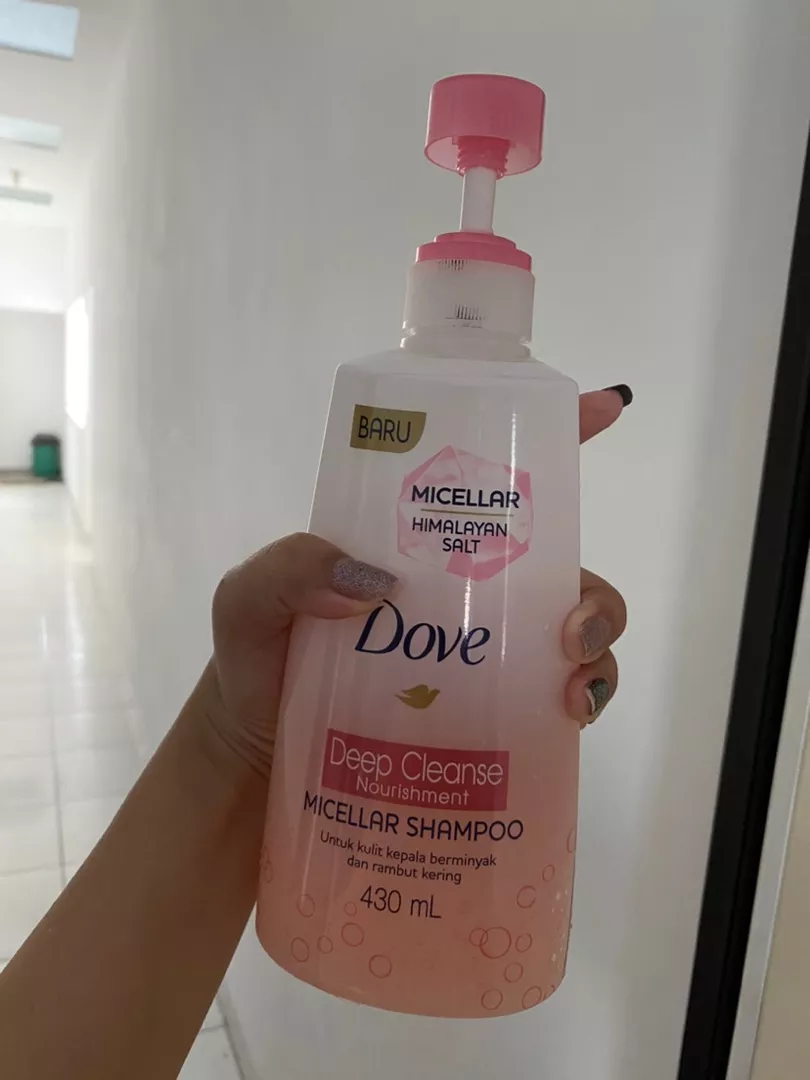 BARU
MICELLAR
HIMALAYAN
SALT
Dove
Deep Cleanse
Nourishment
MICELLAR SHAMPOO
Untuk kulit kepala berminyak
dan rambut kering
430 mL